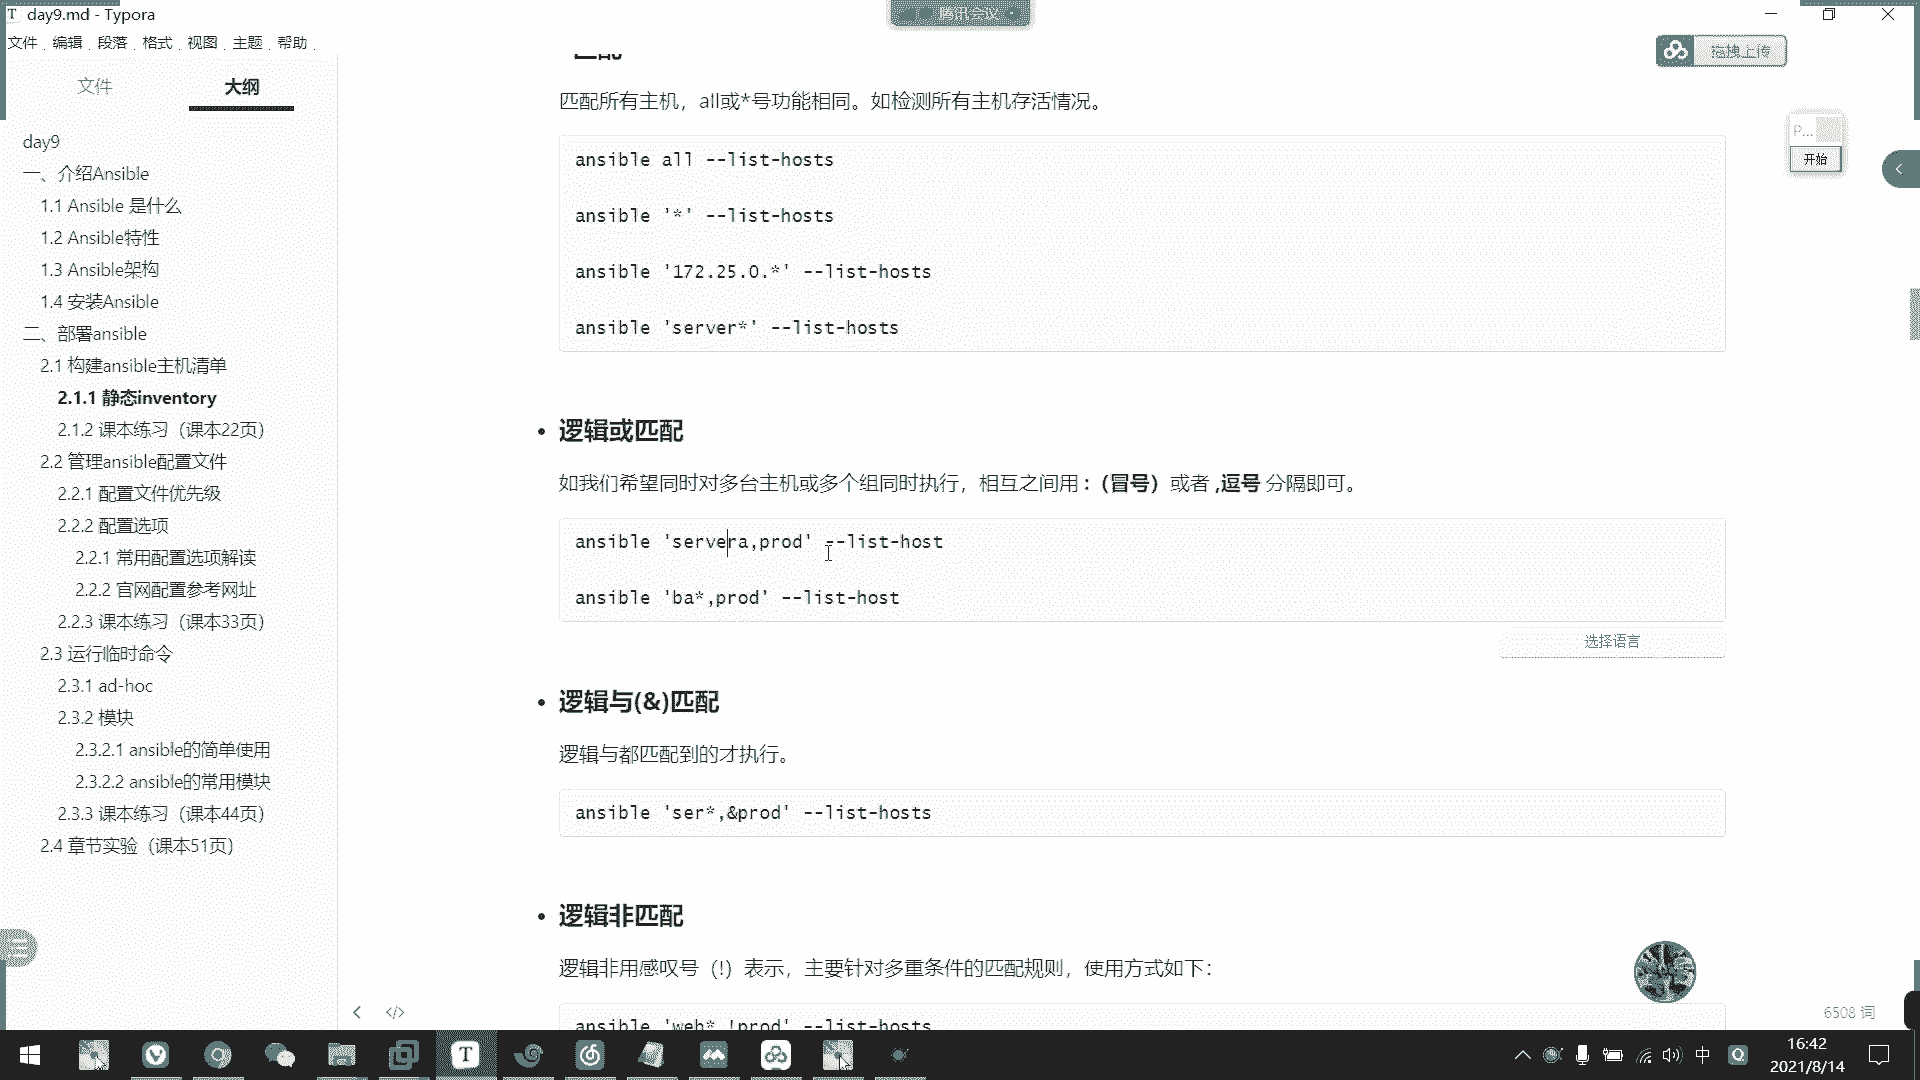 day9.md - Typora
腾讯会议
文件 编辑 段落 格式 视图 主题 帮助
拖拽上传
文件 大纲
day9
一、介绍Ansible
1.1 Ansible 是什么
1.2 Ansible特性
1.3 Ansible架构
1.4 安装Ansible
二、部署ansible
2.1 构建ansible主机清单
2.1.1 静态inventory
2.1.2 课本练习（课本22页）
2.2 管理ansible配置文件
2.2.1 配置文件优先级
2.2.2 配置选项
2.2.1 常用配置选项解读
2.2.2 官网配置参考网址
2.2.3 课本练习（课本33页）
2.3 运行临时命令
2.3.1 ad-hoc
2.3.2 模块
2.3.2.1 ansible的简单使用
2.3.2.2 ansible的常用模块
2.3.3 课本练习（课本44页）
2.4 章节实验（课本51页）
匹配所有主机，all或*号功能相同。如检测所有主机存活情况。
ansible all --list-hosts
ansible '*' --list-hosts
ansible '172.25.0.*' --list-hosts
ansible 'server*' --list-hosts
逻辑或匹配
如我们希望同时对多台主机或多个组同时执行，相互之间用 :（冒号）或者 ,逗号 分隔即可。
ansible 'servera,prod' --list-host
ansible 'ba*,prod' --list-host
选择语言
逻辑与(&)匹配
逻辑与都匹配到的才执行。
ansible 'ser*,&prod' --list-hosts
逻辑非匹配
逻辑非用感叹号（!）表示，主要针对多重条件的匹配规则，使用方式如下：
ansible 'web*,!prod' --list-hosts
P...
开始
6508 词
中
16:42
2021/8/14